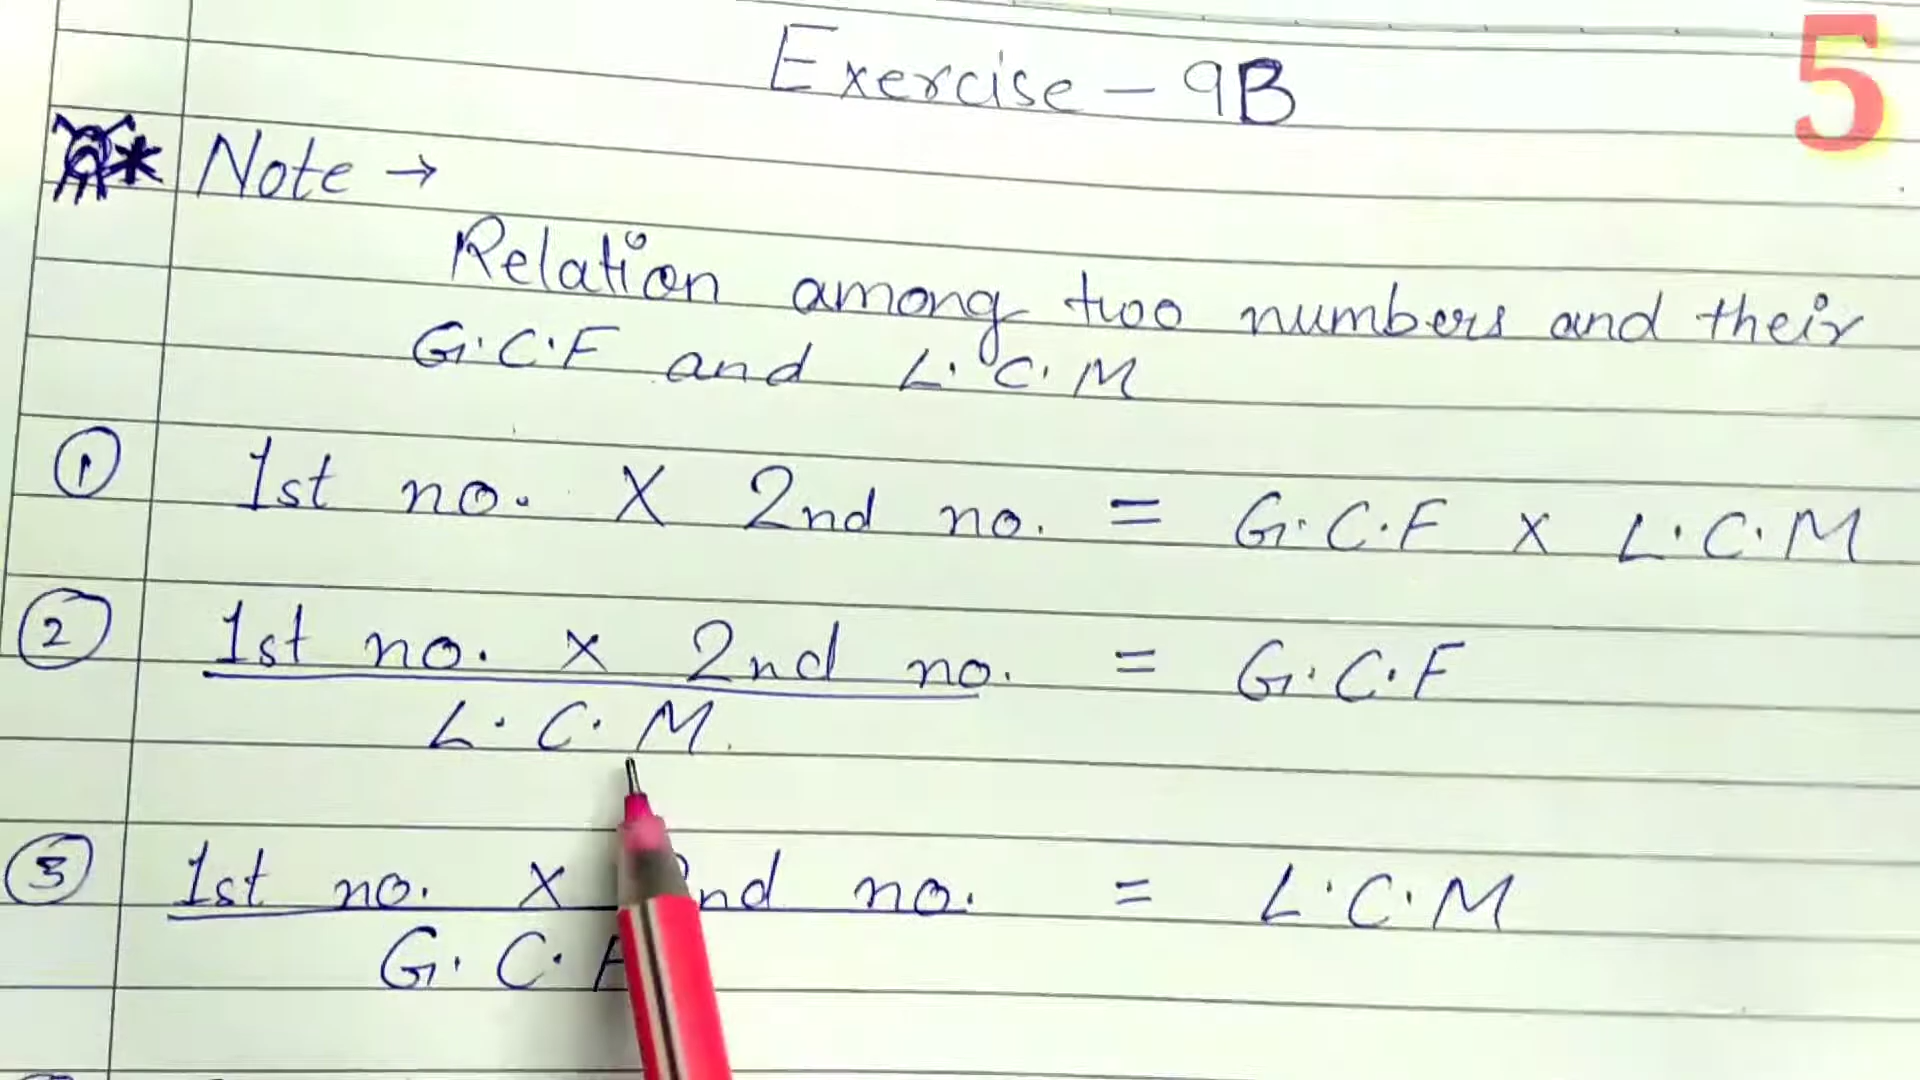 5
Exercise - 9B
* Note →
Relation among two numbers and their
G.C.F and L.C.M
① 1st no. X 2nd no. = G.C.F x L.C.M
② 1st no. x 2nd no. = G.C.F
L.C.M.
③ 1st no. X nd no. = L.C.M
G.C.